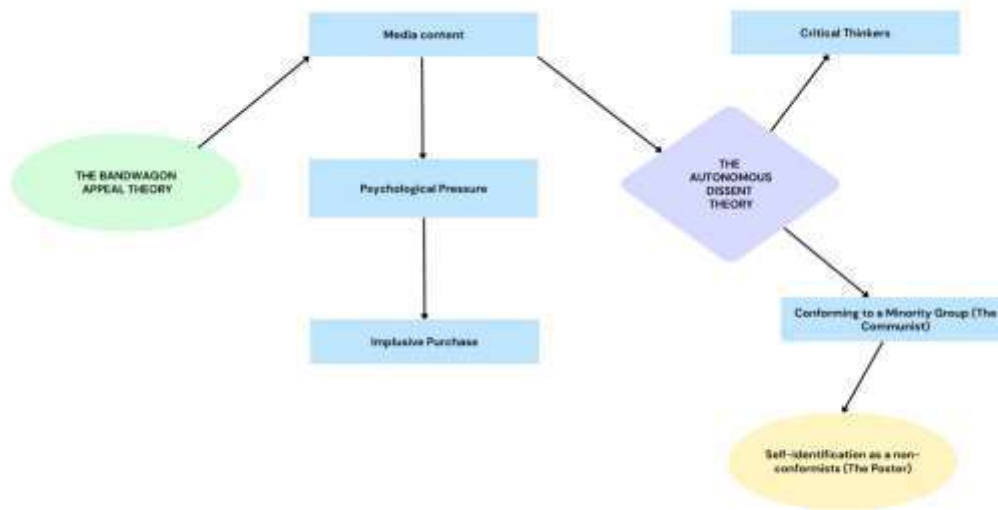 Media content
Critical Thinkers
THE BANDWAGON
APPEAL THEORY
Psychological Pressure
THE
AUTONOMOUS
DISSENT
THEORY
Conforming to a Minority Group (The
Communist)
Implusive Purchase
Self-identification as a non-
conformists (The Poster)